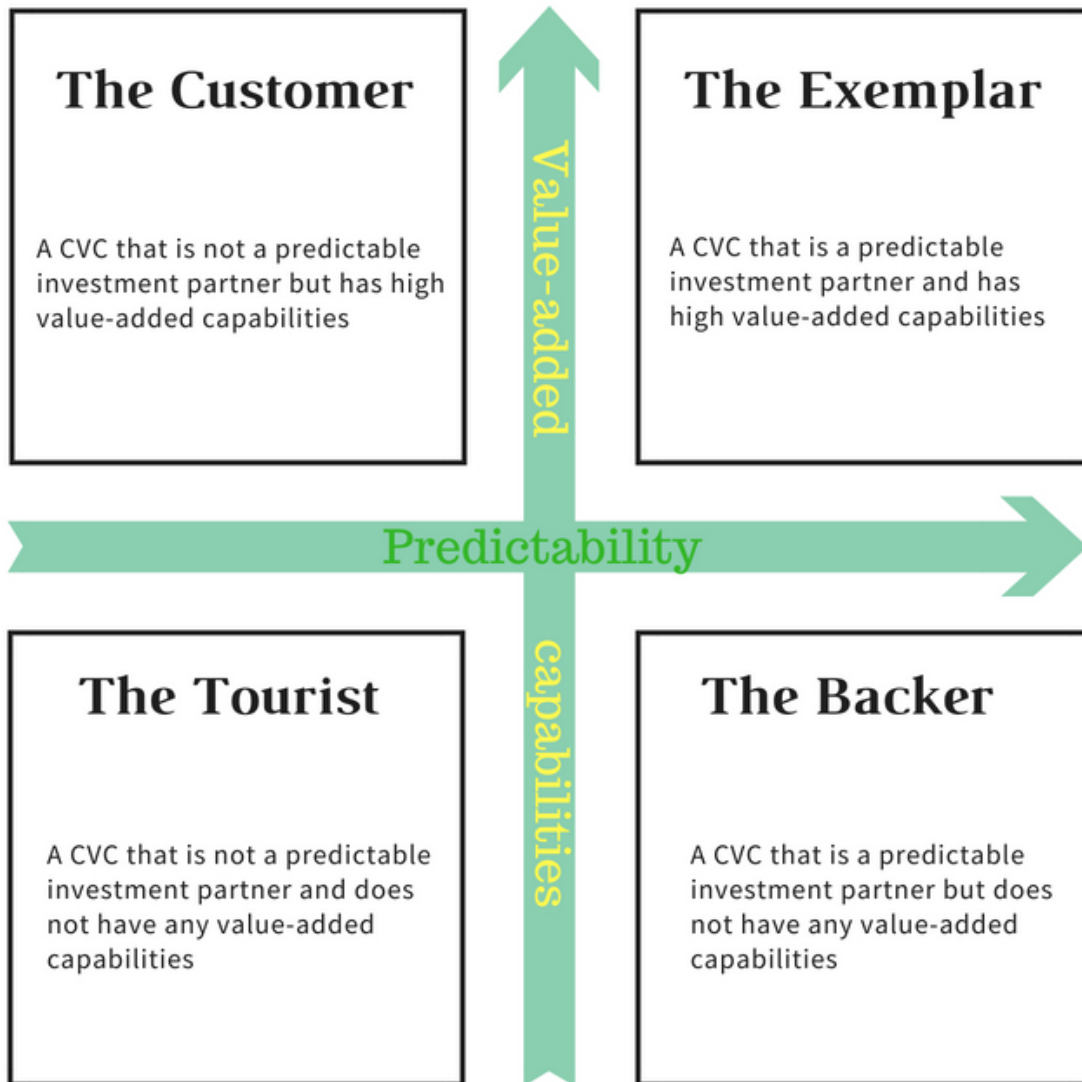 The Customer
A CVC that is not a predictable
investment partner but has high
value-added capabilities
Value-added
The Exemplar
A CVC that is a predictable
investment partner and has
high value-added capabilities
Predictability
The Tourist
A CVC that is not a predictable
investment partner and does
not have any value-added
capabilities
capabilities
The Backer
A CVC that is a predictable
investment partner but does
not have any value-added
capabilities